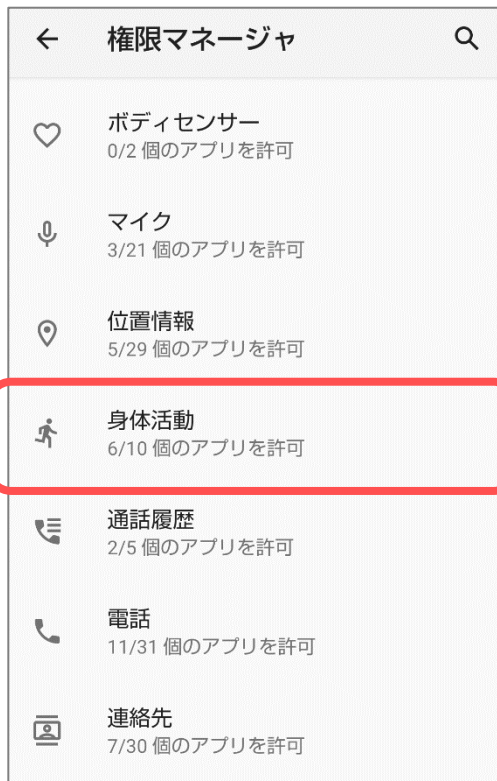 権限マネージャ
ボディセンサー
0/2 個のアプリを許可
マイク
3/21 個のアプリを許可
位置情報
5/29 個のアプリを許可
身体活動
6/10 個のアプリを許可
通話履歴
2/5 個のアプリを許可
電話
11/31 個のアプリを許可
連絡先
7/30 個のアプリを許可